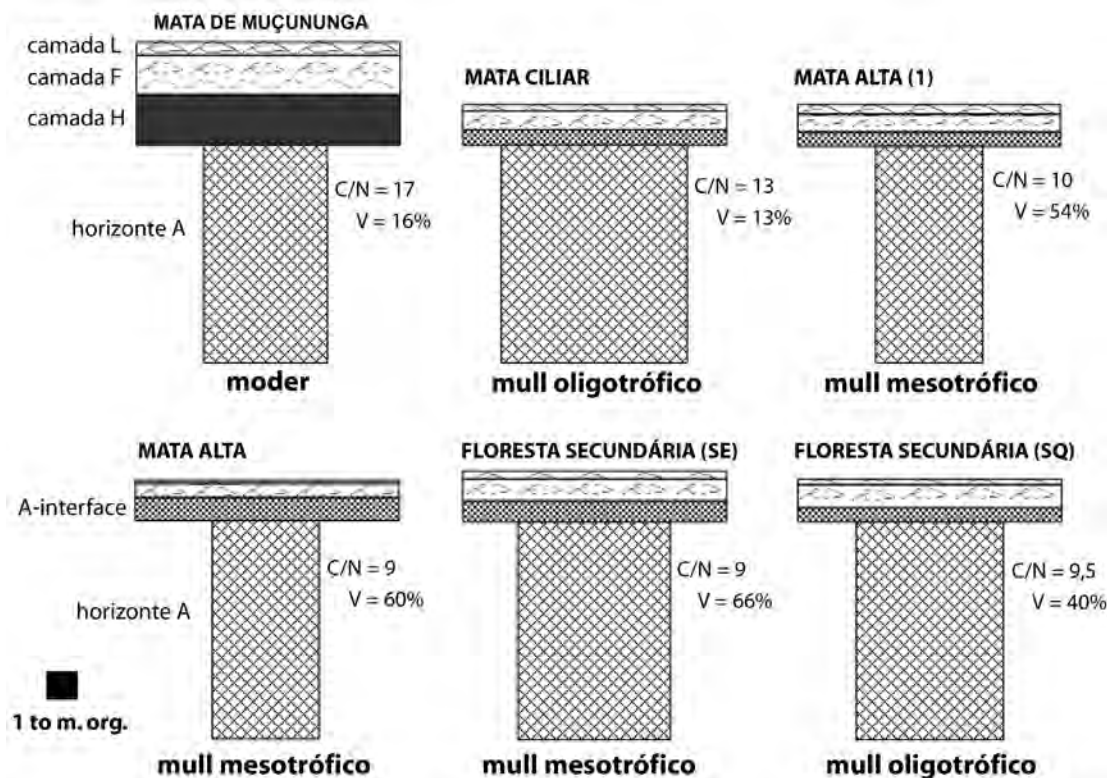 MATA DE MUÇUNUNGA
camada L
camada F
camada H
horizonte A
C/N = 17
V = 16%
moder
MATA CILIAR
C/N = 13
V = 13%
mull oligotrófico
MATA ALTA (1)
C/N = 10
V = 54%
mull mesotrófico
MATA ALTA
A-interface
horizonte A
C/N = 9
V = 60%
1 to m. org.
mull mesotrófico
FLORESTA SECUNDÁRIA (SE)
C/N = 9
V = 66%
mull mesotrófico
FLORESTA SECUNDÁRIA (SQ)
C/N = 9,5
V = 40%
mull oligotrófico